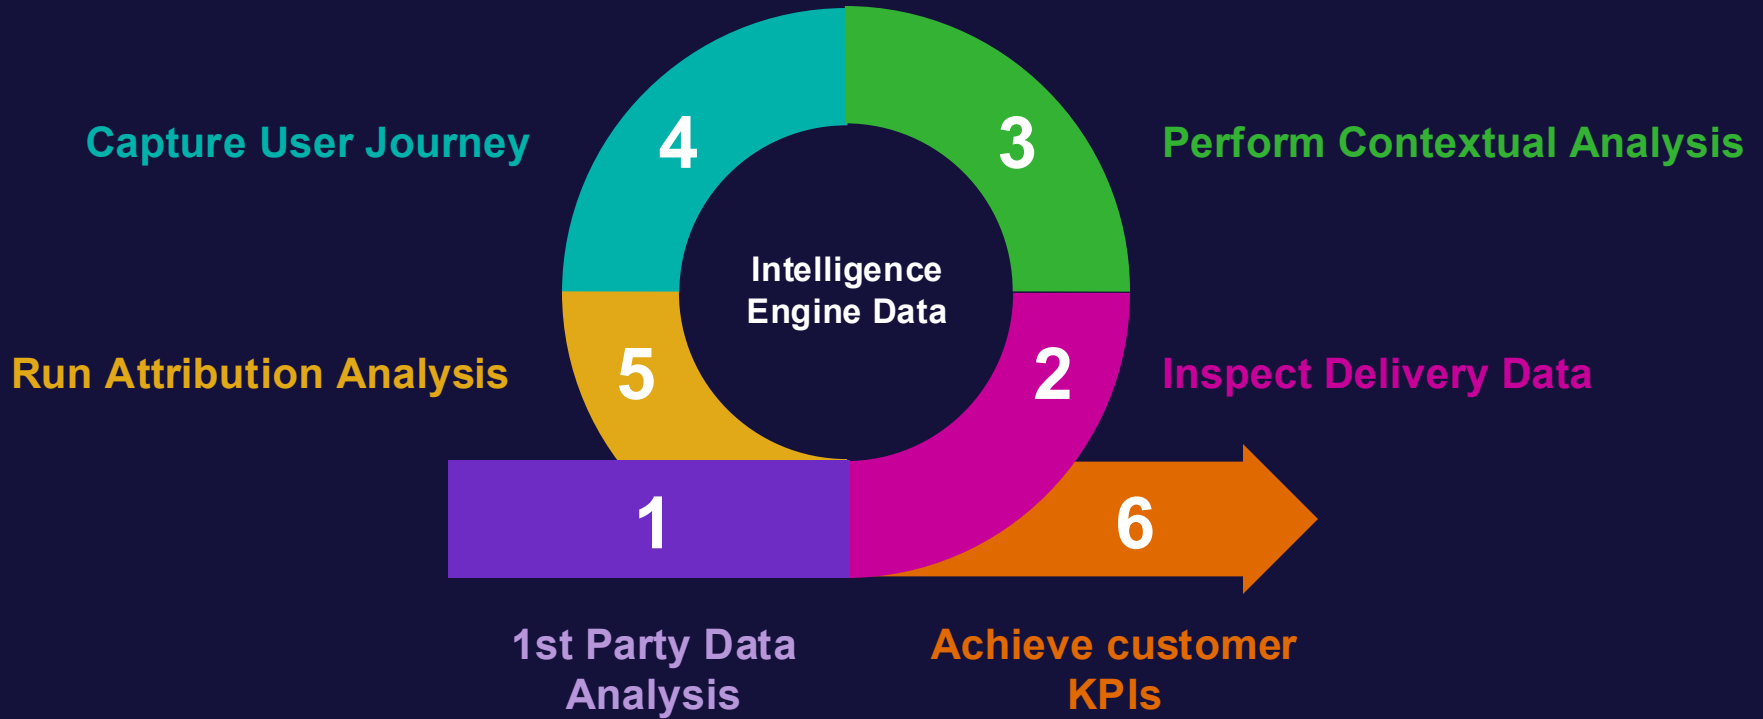 4
3
Capture User Journey
Perform Contextual Analysis
Intelligence
Engine Data
Run Attribution Analysis
5
2
Inspect Delivery Data
1
6
1st Party Data
Analysis
Achieve customer
KPIs